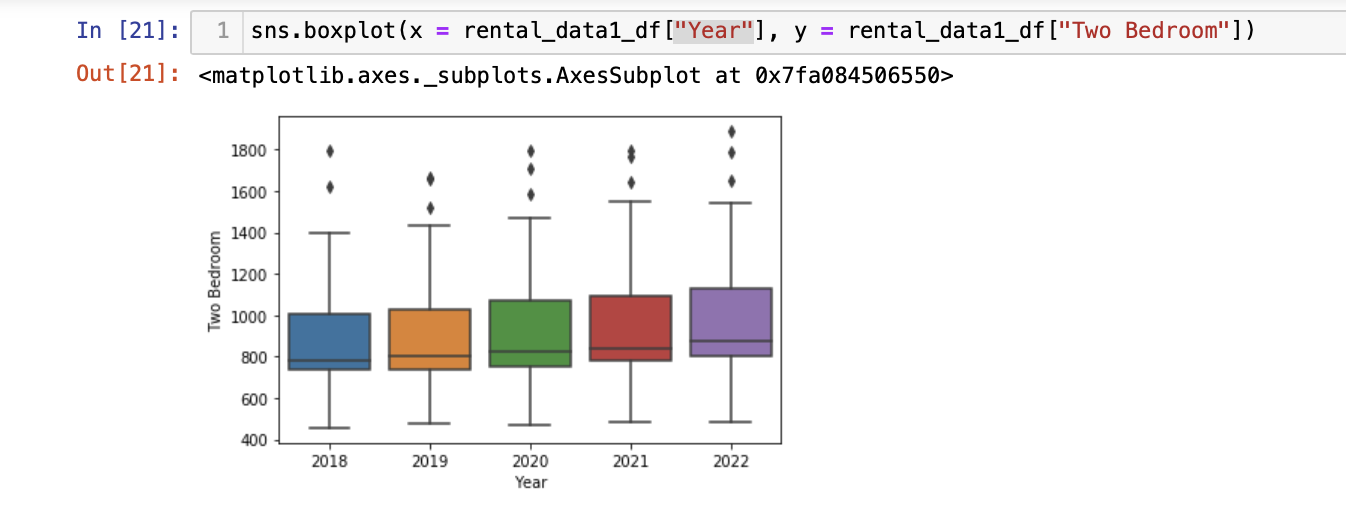 In [21]: 1 sns.boxplot(x = rental_data1_df["Year"], y = rental_data1_df["Two Bedroom"])
Out[21]: <matplotlib.axes._subplots.AxesSubplot at 0x7fa084506550>
1800
1600
1400
1200
1000
800
600
400
Two Bedroom
2018 2019 2020 2021 2022
Year